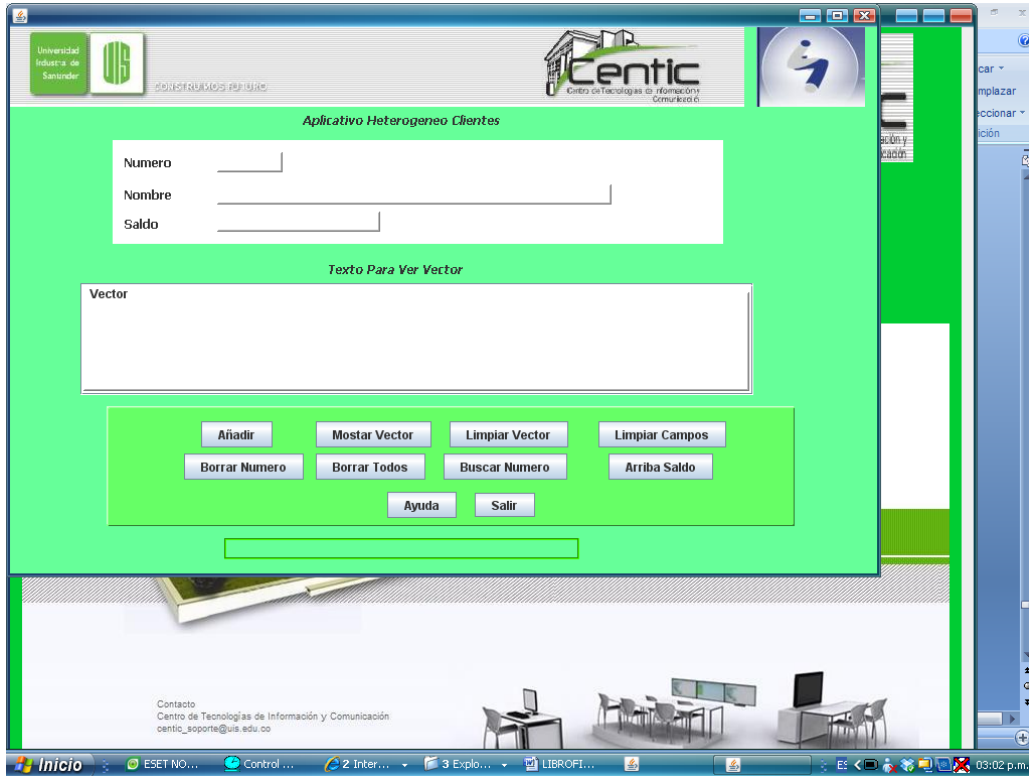 Universidad
Industrial de
Santander
UIS
CONSTRUIMOS FUTURO
Centic
Centro de Tecnologías de Información y
Comunicación
Aplicativo Heterogeneo Clientes
Numero
Nombre
Saldo
Texto Para Ver Vector
Vector
Añadir
Mostar Vector
Limpiar Vector
Limpiar Campos
Borrar Numero
Borrar Todos
Buscar Numero
Arriba Saldo
Ayuda
Salir
car
mplazar
eccionar
ición
ación y
cación
Contacto
Centro de Tecnologías de Información y Comunicación
centic_soporte@uis.edu.co
Inicio
ESET NO...
Control ...
2 Inter...
3 Explo...
LIBROFI...
03:02 p.m.